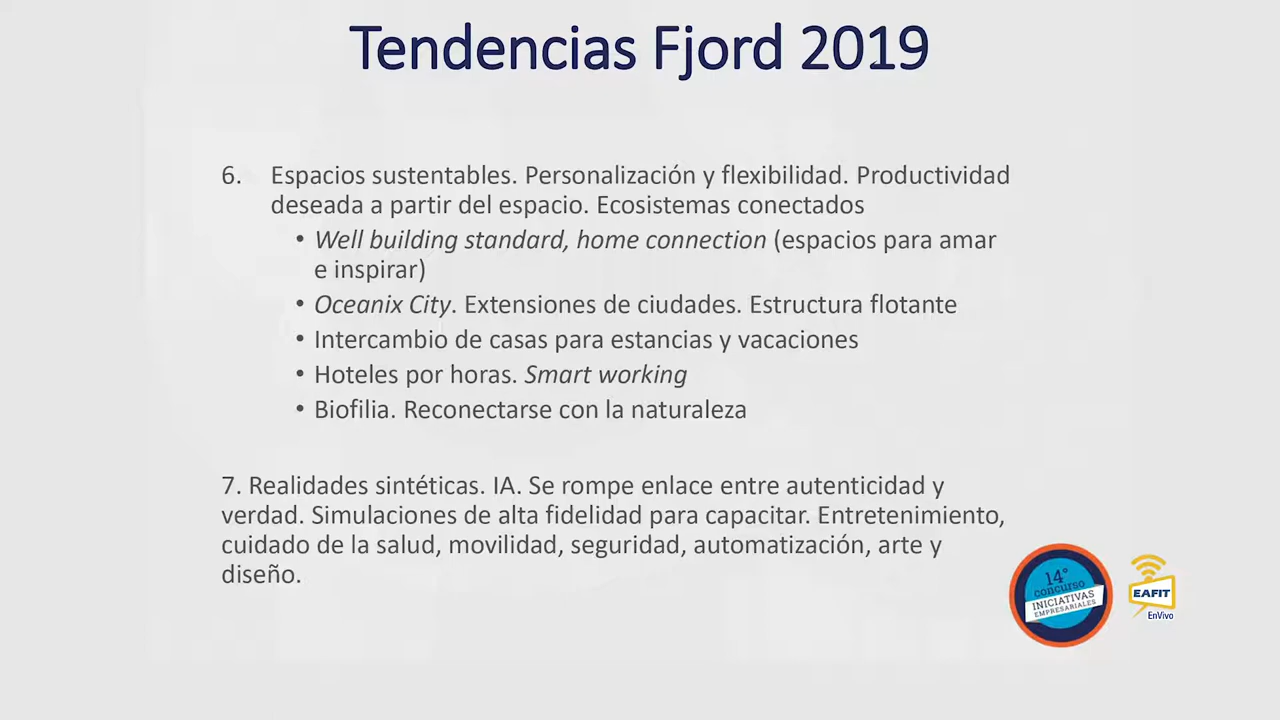 Tendencias Fjord 2019
6. Espacios sustentables. Personalización y flexibilidad. Productividad
deseada a partir del espacio. Ecosistemas conectados
• Well building standard, home connection (espacios para amar
e inspirar)
• Oceanix City. Extensiones de ciudades. Estructura flotante
• Intercambio de casas para estancias y vacaciones
• Hoteles por horas. Smart working
• Biofilia. Reconectarse con la naturaleza
7. Realidades sintéticas. IA. Se rompe enlace entre autenticidad y
verdad. Simulaciones de alta fidelidad para capacitar. Entretenimiento,
cuidado de la salud, movilidad, seguridad, automatización, arte y
diseño.
14°
concurso
INICIATIVAS
EMPRESARIALES
EAFIT
EnVivo